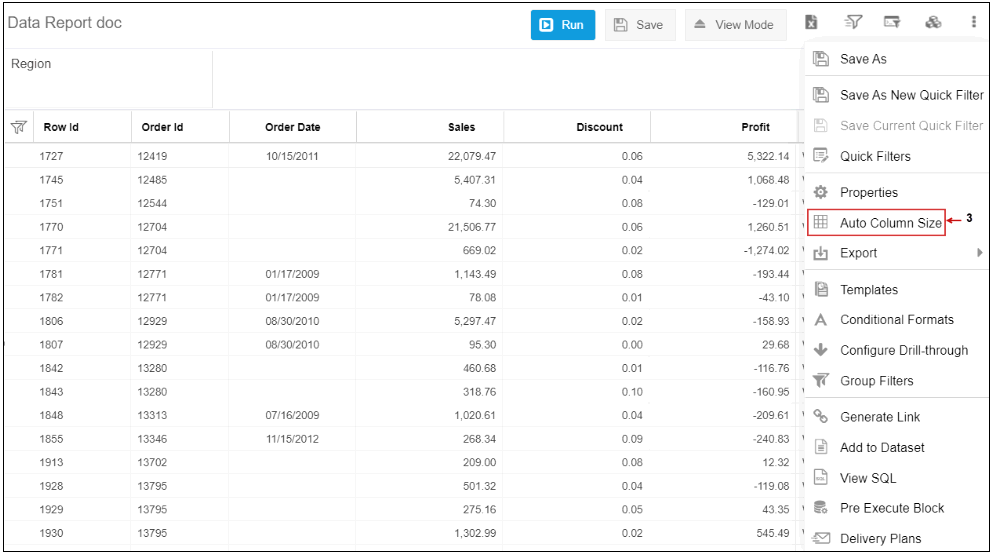 Data Report doc Run Save View Mode
Region
Row Id Order Id Order Date Sales Discount Profit
1727 12419 10/15/2011 22,079.47 0.06 5,322.14
1745 12485 5,407.31 0.04 1,068.48
1751 12544 74.30 0.08 -129.01
1770 12704 21,506.77 0.06 1,260.51
1771 12704 669.02 0.02 -1,274.02
1781 12771 01/17/2009 1,143.49 0.08 -193.44
1782 12771 01/17/2009 78.08 0.01 -43.10
1806 12929 08/30/2010 5,297.47 0.02 -158.93
1807 12929 08/30/2010 95.30 0.00 29.68
1842 13280 460.68 0.01 -116.76
1843 13280 318.76 0.10 -160.95
1848 13313 07/16/2009 1,020.61 0.04 -209.61
1855 13346 11/15/2012 268.34 0.09 -240.83
1913 13702 209.00 0.08 12.32
1928 13795 501.32 0.04 -119.08
1929 13795 275.16 0.05 43.35
1930 13795 1,302.99 0.02 545.49
Save As
Save As New Quick Filter
Save Current Quick Filter
Quick Filters
Properties
Auto Column Size 3
Export
Templates
Conditional Formats
Configure Drill-through
Group Filters
Generate Link
Add to Dataset
View SQL
Pre Execute Block
Delivery Plans